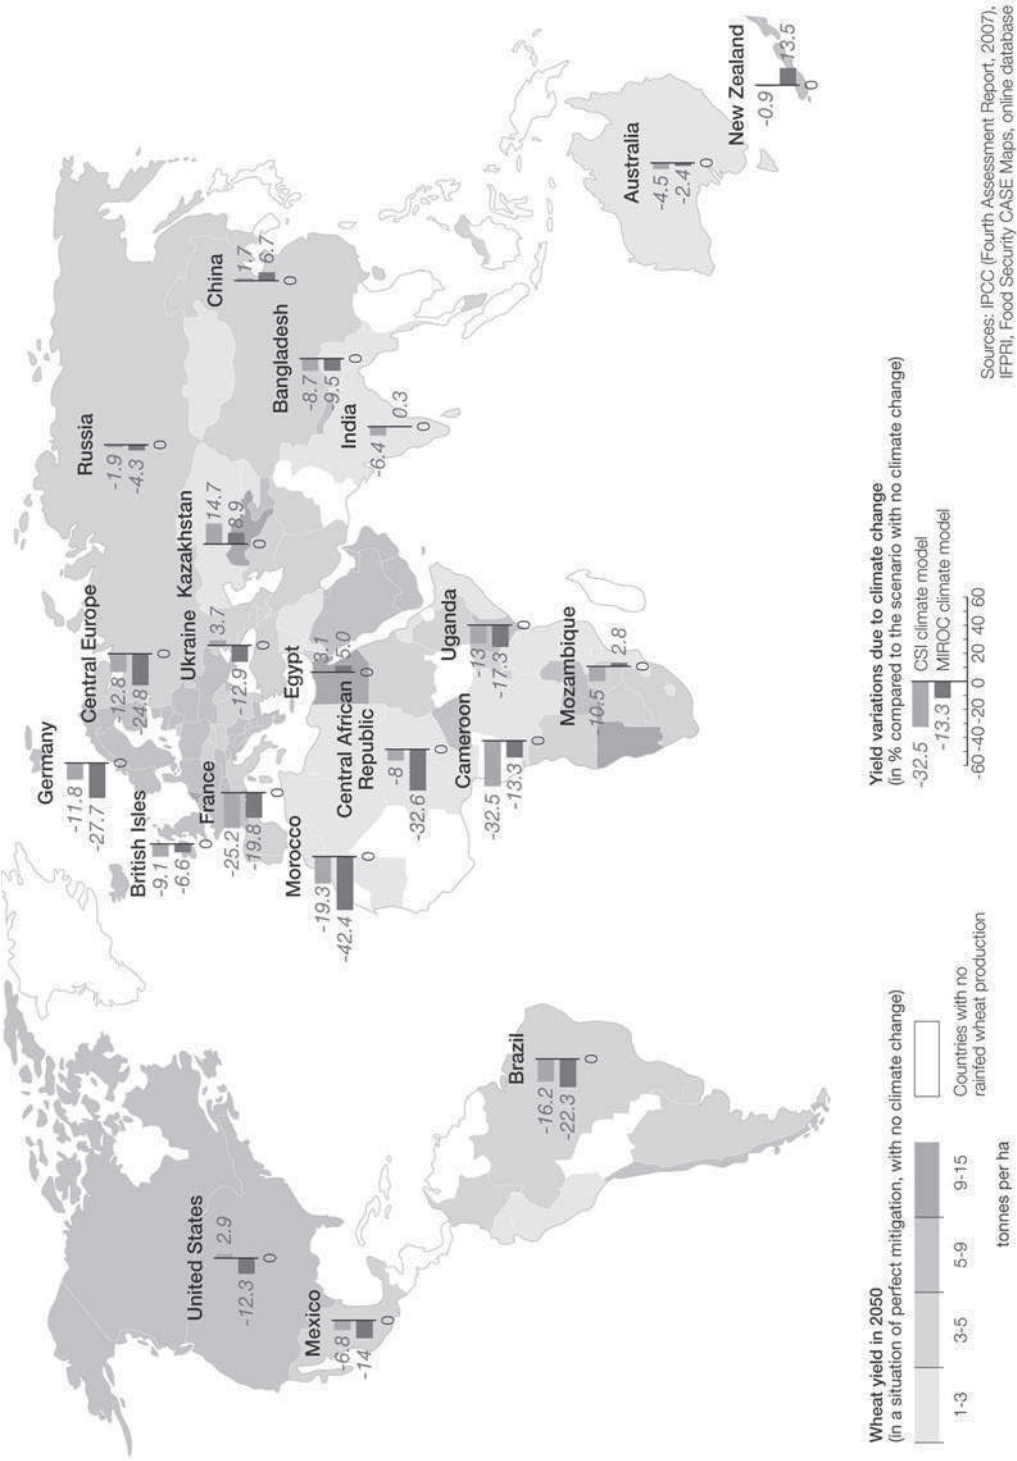 Germany
-11.8
-27.7
0
British Isles
-9.1
-6.6
0
Central Europe
-12.8
-24.8
0
France
-25.2
-19.8
0
Ukraine
3.7
-12.9
0
Kazakhstan
14.7
8.9
0
Russia
-1.9
-4.3
0
China
1.7
6.7
0
Bangladesh
-8.7
-9.5
0
India
-6.4
0.3
0
Egypt
3.1
5.0
0
Morocco
-19.3
-42.4
0
Central African
Republic
-8
-32.6
0
Cameroon
-32.5
-13.3
0
Uganda
-13
-17.3
0
Mozambique
-10.5
2.8
0
Australia
-4.5
-2.4
0
New Zealand
-0.9
13.5
0
United States
2.9
-12.3
0
Mexico
-6.8
-14
0
Brazil
-16.2
-22.3
0
Wheat yield in 2050
(in a situation of perfect mitigation, with no climate change)
1-3 3-5 5-9 9-15
tonnes per ha
Countries with no
rainfed wheat production
Yield variations due to climate change
(in % compared to the scenario with no climate change)
-32.5 CSI climate model
-13.3 MIROC climate model
-60 -40 -20 0 20 40 60
Sources: IPCC (Fourth Assessment Report, 2007),
IFPRI, Food Security CASE Maps, online database